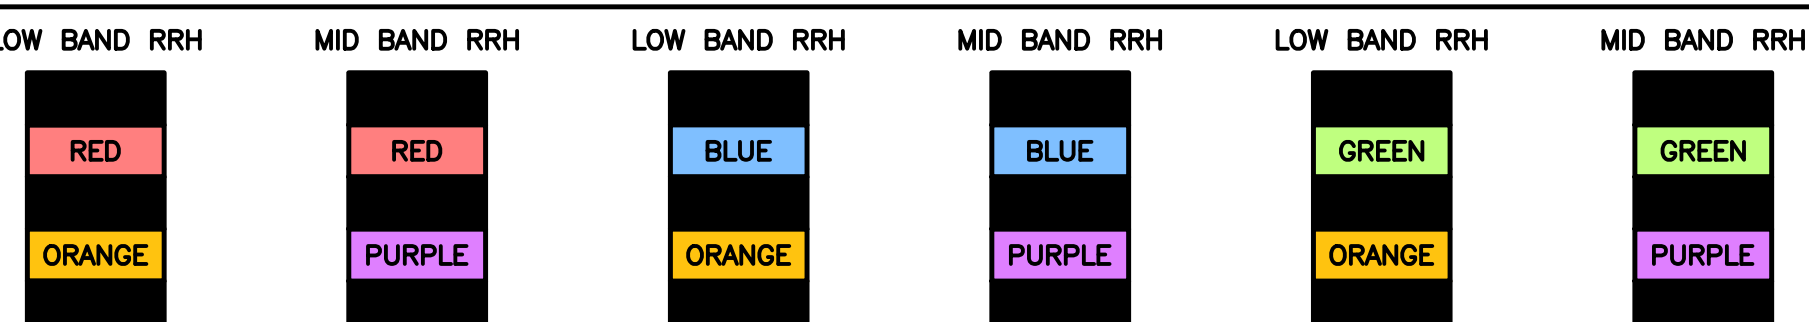 LOW BAND RRH MID BAND RRH LOW BAND RRH MID BAND RRH LOW BAND RRH MID BAND RRH
RED RED BLUE BLUE GREEN GREEN
ORANGE PURPLE ORANGE PURPLE ORANGE PURPLE